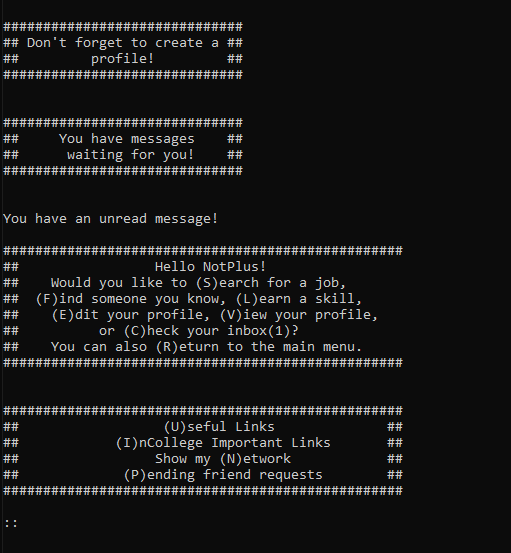 ##############################
## Don't forget to create a ##
##         profile!         ##
##############################
##############################
##     You have messages    ##
##      waiting for you!    ##
##############################
You have an unread message!
##################################################
##                 Hello NotPlus!
##    Would you like to (S)earch for a job,
##  (F)ind someone you know, (L)earn a skill,
##    (E)dit your profile, (V)iew your profile,
##          or (C)heck your inbox(1)?
##    You can also (R)eturn to the main menu.
##################################################
##################################################
##                  (U)seful Links              ##
##            (I)nCollege Important Links       ##
##                 Show my (N)etwork            ##
##             (P)ending friend requests        ##
##################################################
::